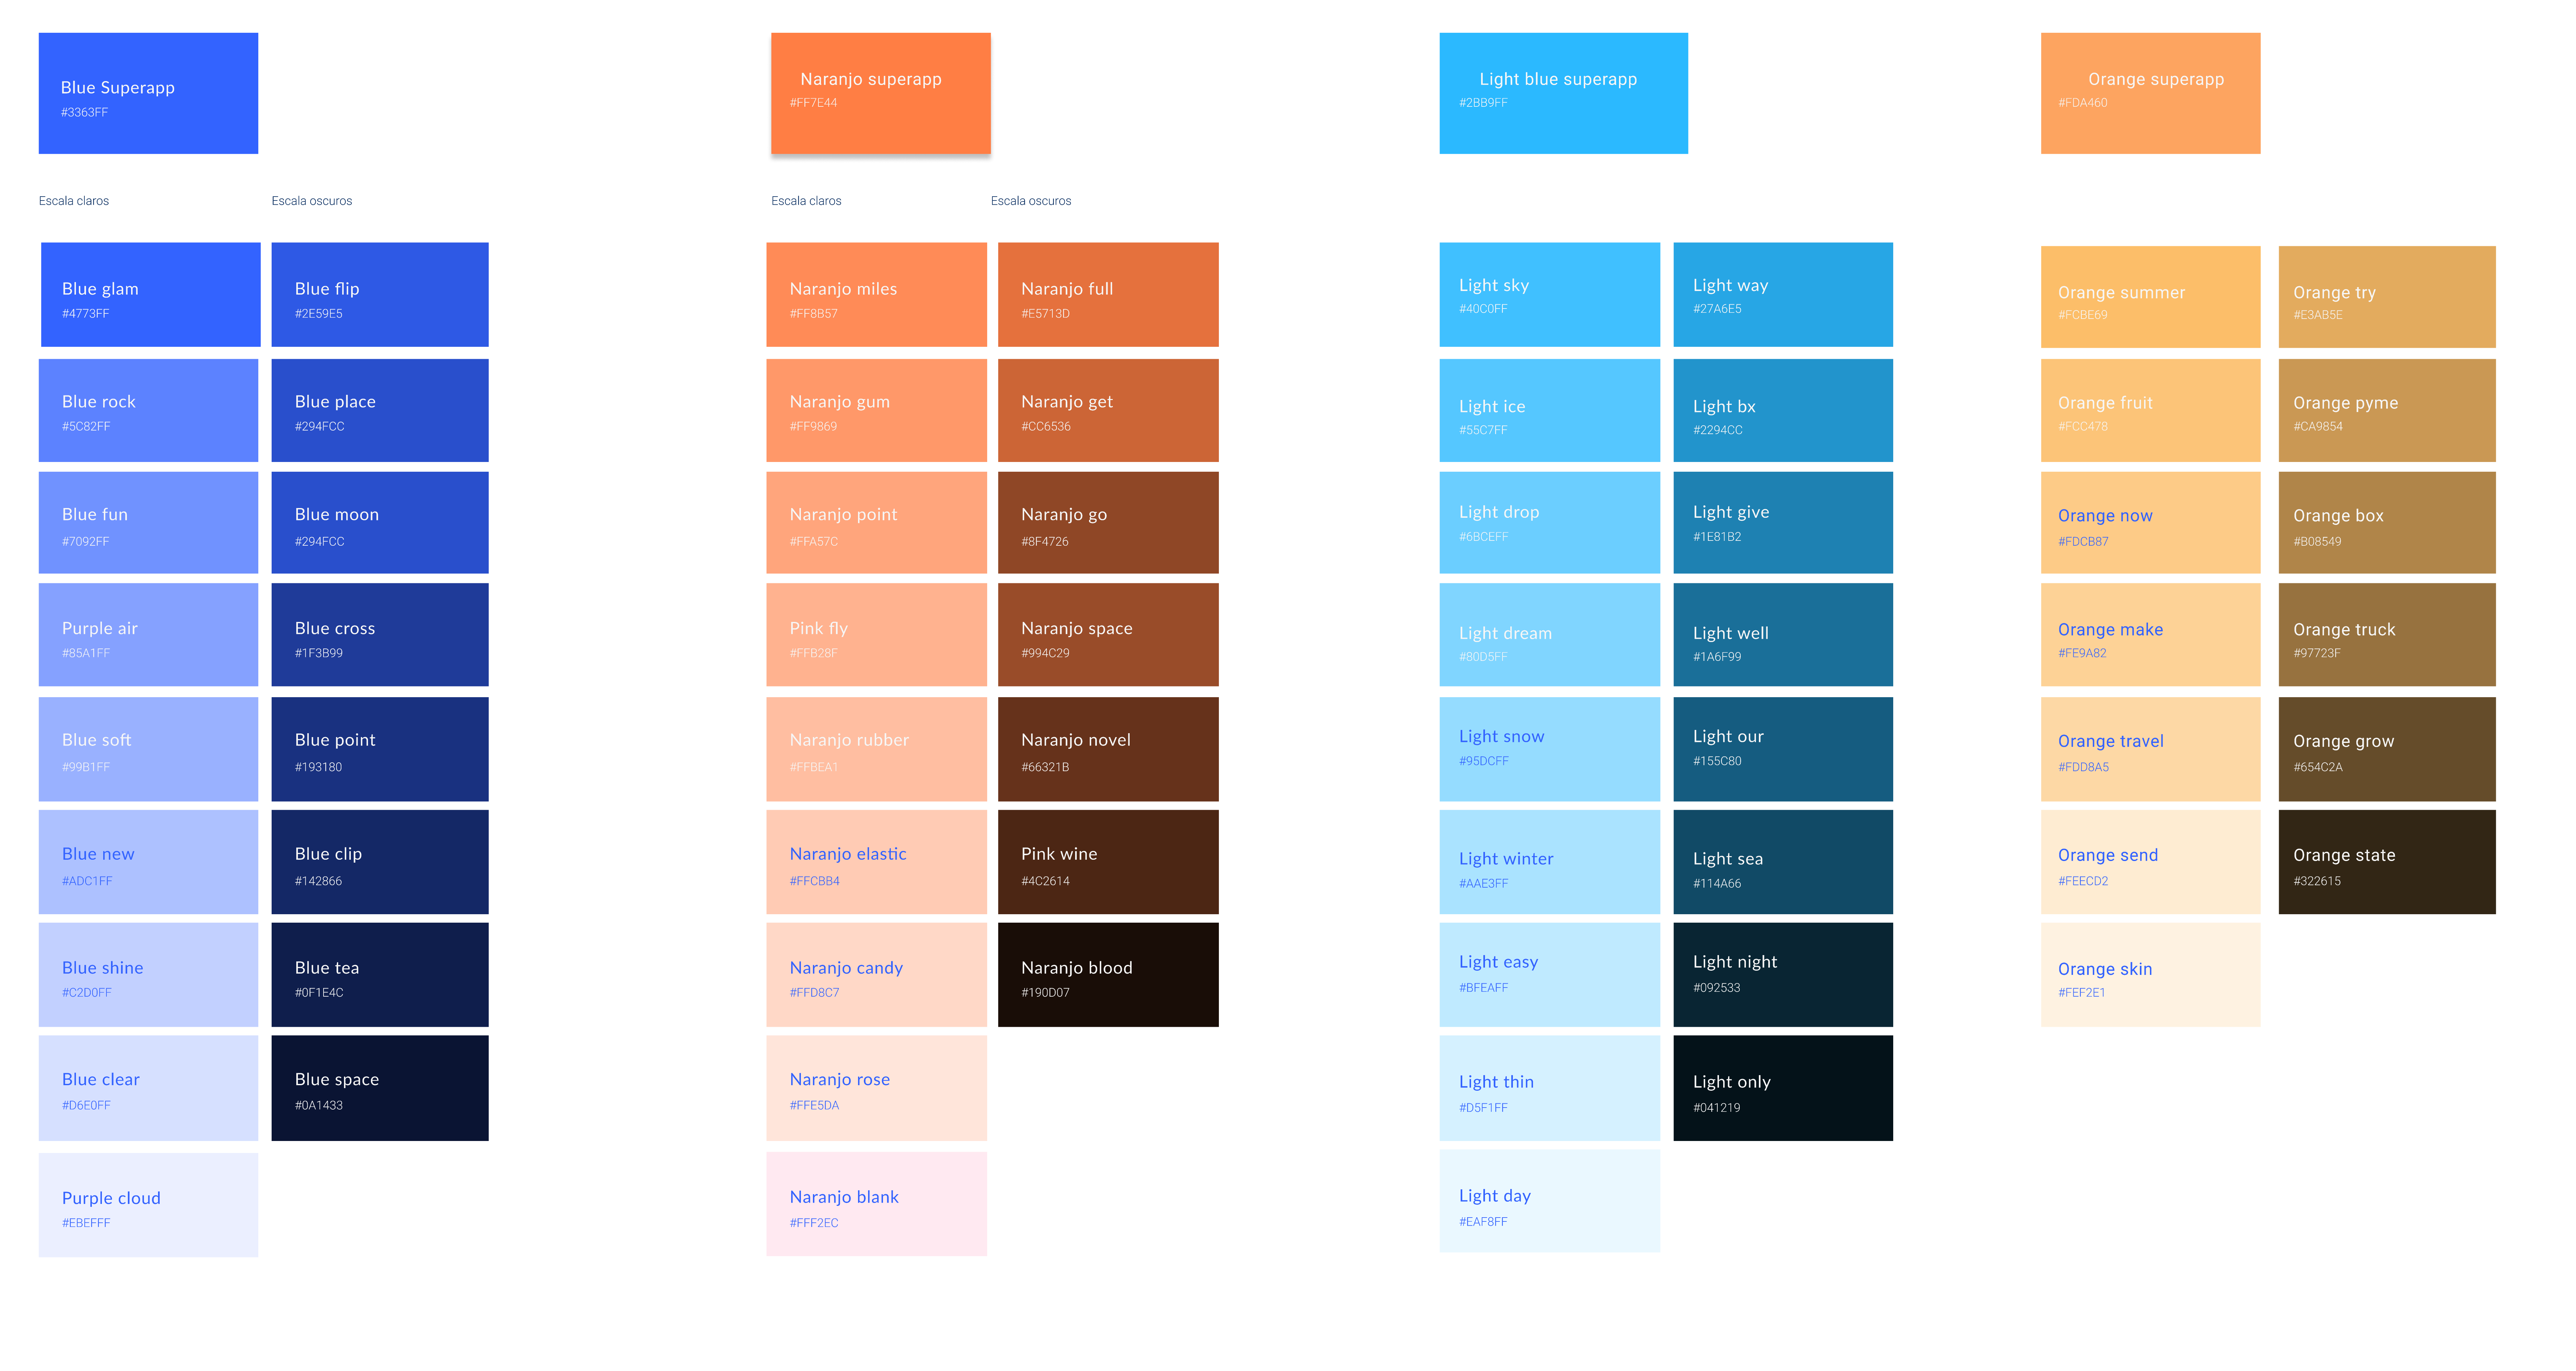 Blue Superapp
#3363FF
Naranjo superapp
#FF7E44
Light blue superapp
#2BB9FF
Orange superapp
#FDA460
Escala claros
Escala oscuros
Escala claros
Escala oscuros
Blue glam
#4773FF
Blue rock
#5C82FF
Blue fun
#7092FF
Purple air
#85A1FF
Blue soft
#99B1FF
Blue new
#ADC1FF
Blue shine
#C2D0FF
Blue clear
#D6E0FF
Purple cloud
#EBEFFF
Blue flip
#2E59E5
Blue place
#294FCC
Blue moon
#294FCC
Blue cross
#1F3B99
Blue point
#193180
Blue clip
#142866
Blue tea
#0F1E4C
Blue space
#0A1433
Naranjo miles
#FF8B57
Naranjo gum
#FF9869
Naranjo point
#FFA57C
Pink fly
#FFB28F
Naranjo rubber
#FFBEA1
Naranjo elastic
#FFCBB4
Naranjo candy
#FFD8C7
Naranjo rose
#FFE5DA
Naranjo blank
#FFF2EC
Naranjo full
#E5713D
Naranjo get
#CC6536
Naranjo go
#8F4726
Naranjo space
#994C29
Naranjo novel
#66321B
Pink wine
#4C2614
Naranjo blood
#190D07
Light sky
#40C0FF
Light ice
#55C7FF
Light drop
#6BCEFF
Light dream
#80D5FF
Light snow
#95DCFF
Light winter
#AAE3FF
Light easy
#BFEAFF
Light thin
#D5F1FF
Light day
#EAF8FF
Light way
#27A6E5
Light bx
#2294CC
Light give
#1E81B2
Light well
#1A6F99
Light our
#155C80
Light sea
#114A66
Light night
#092533
Light only
#041219
Orange summer
#FCBE69
Orange fruit
#FCC478
Orange now
#FDCB87
Orange make
#FE9A82
Orange travel
#FDD8A5
Orange send
#FEECD2
Orange skin
#FEF2E1
Orange try
#E3AB5E
Orange pyme
#CA9854
Orange box
#B08549
Orange truck
#97723F
Orange grow
#654C2A
Orange state
#322615